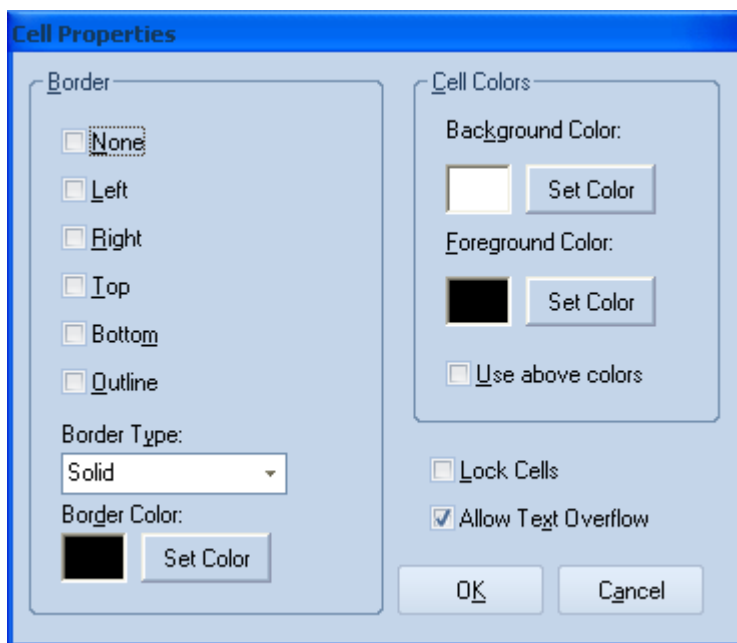 Cell Properties
Border
None
Left
Right
Top
Bottom
Outline
Border Type:
Solid
Border Color:
Set Color
Cell Colors
Background Color:
Set Color
Foreground Color:
Set Color
Use above colors
Lock Cells
Allow Text Overflow
OK
Cancel